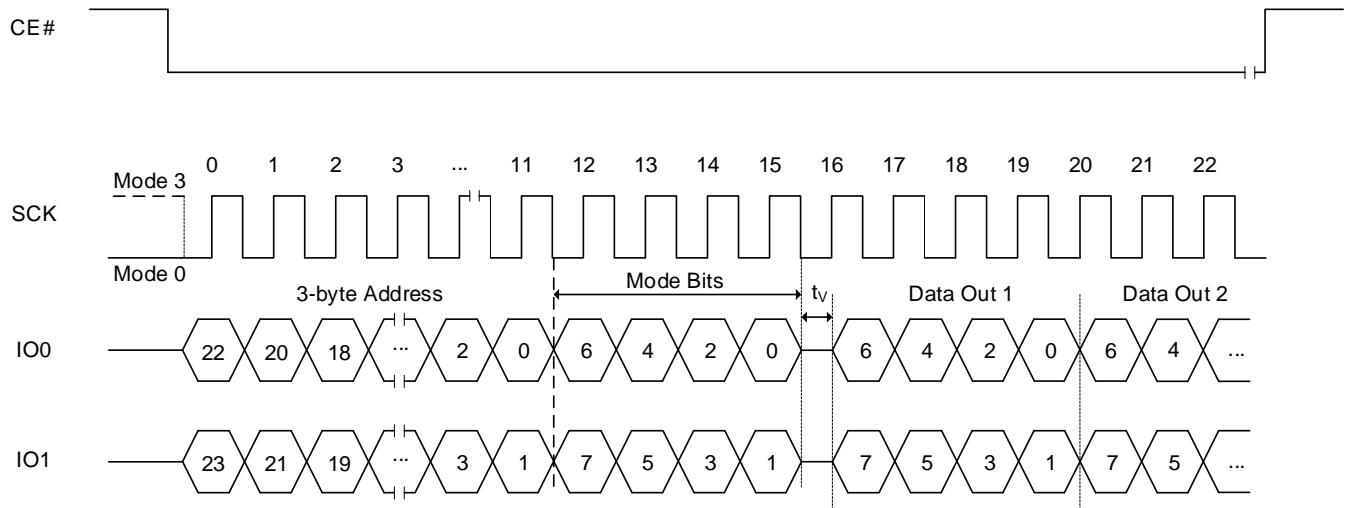 CE#
0 1 2 3 ... 11 12 13 14 15 16 17 18 19 20 21 22
Mode 3
SCK
Mode 0
3-byte Address Mode Bits tV Data Out 1 Data Out 2
IO0 22 20 18 ... 2 0 6 4 2 0 6 4 2 0 6 4 ...
IO1 23 21 19 ... 3 1 7 5 3 1 7 5 3 1 7 5 ...